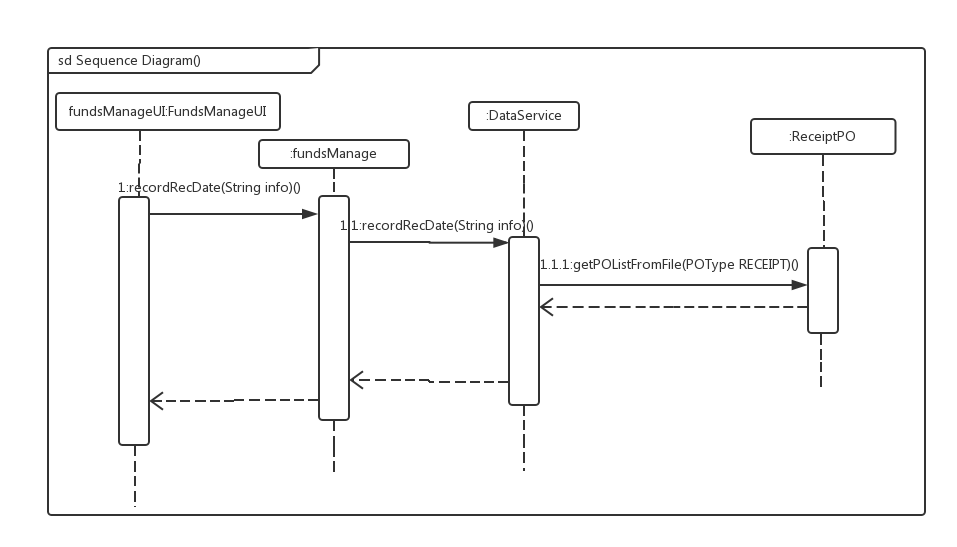 sd Sequence Diagram()
fundsManageUI:FundsManageUI
:DataService
:ReceiptPO
:fundsManage
1:recordRecDate(String info)()
1.1:recordRecDate(String info)()
1.1.1:getPOListFromFile(POType RECEIPT)()